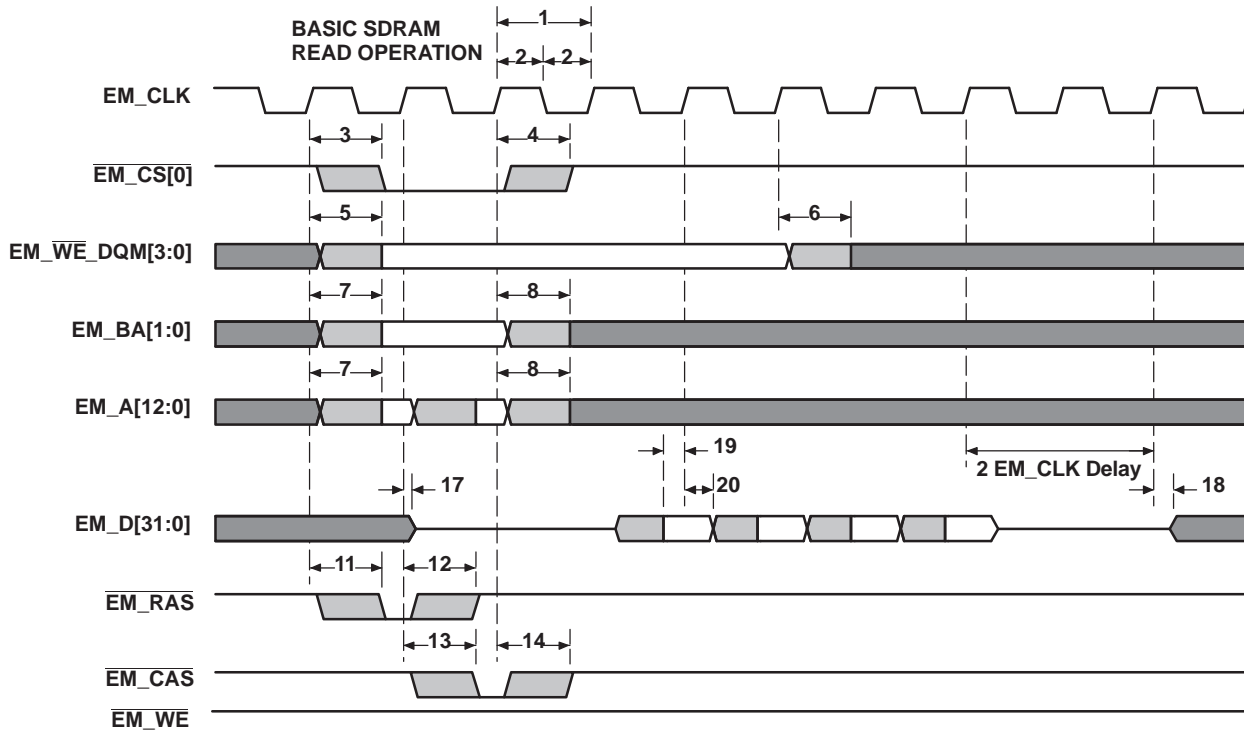 BASIC SDRAM
READ OPERATION
1
2 2
EM_CLK
3 4
EM_CS[0]
5 6
EM_WE_DQM[3:0]
7 8
EM_BA[1:0]
7 8
EM_A[12:0]
19
2 EM_CLK Delay
17 20 18
EM_D[31:0]
11 12
EM_RAS
13 14
EM_CAS
EM_WE